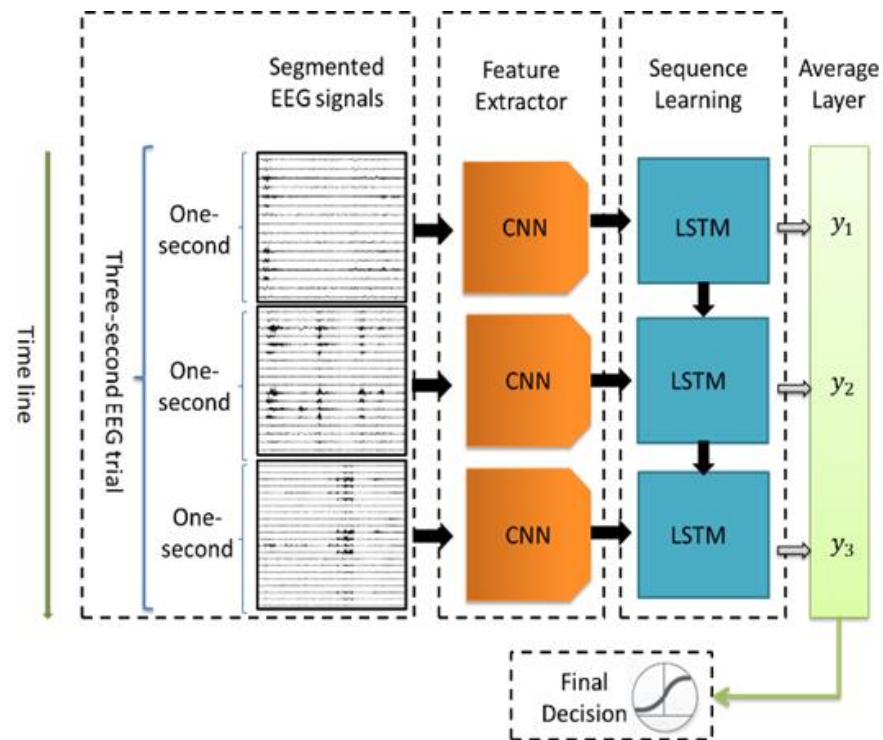 Segmented
EEG signals
Feature
Extractor
Sequence
Learning
Average
Layer
Time line
Three-second EEG trial
One-
second
CNN
LSTM
y₁
One-
second
CNN
LSTM
y₂
One-
second
CNN
LSTM
y₃
Final
Decision